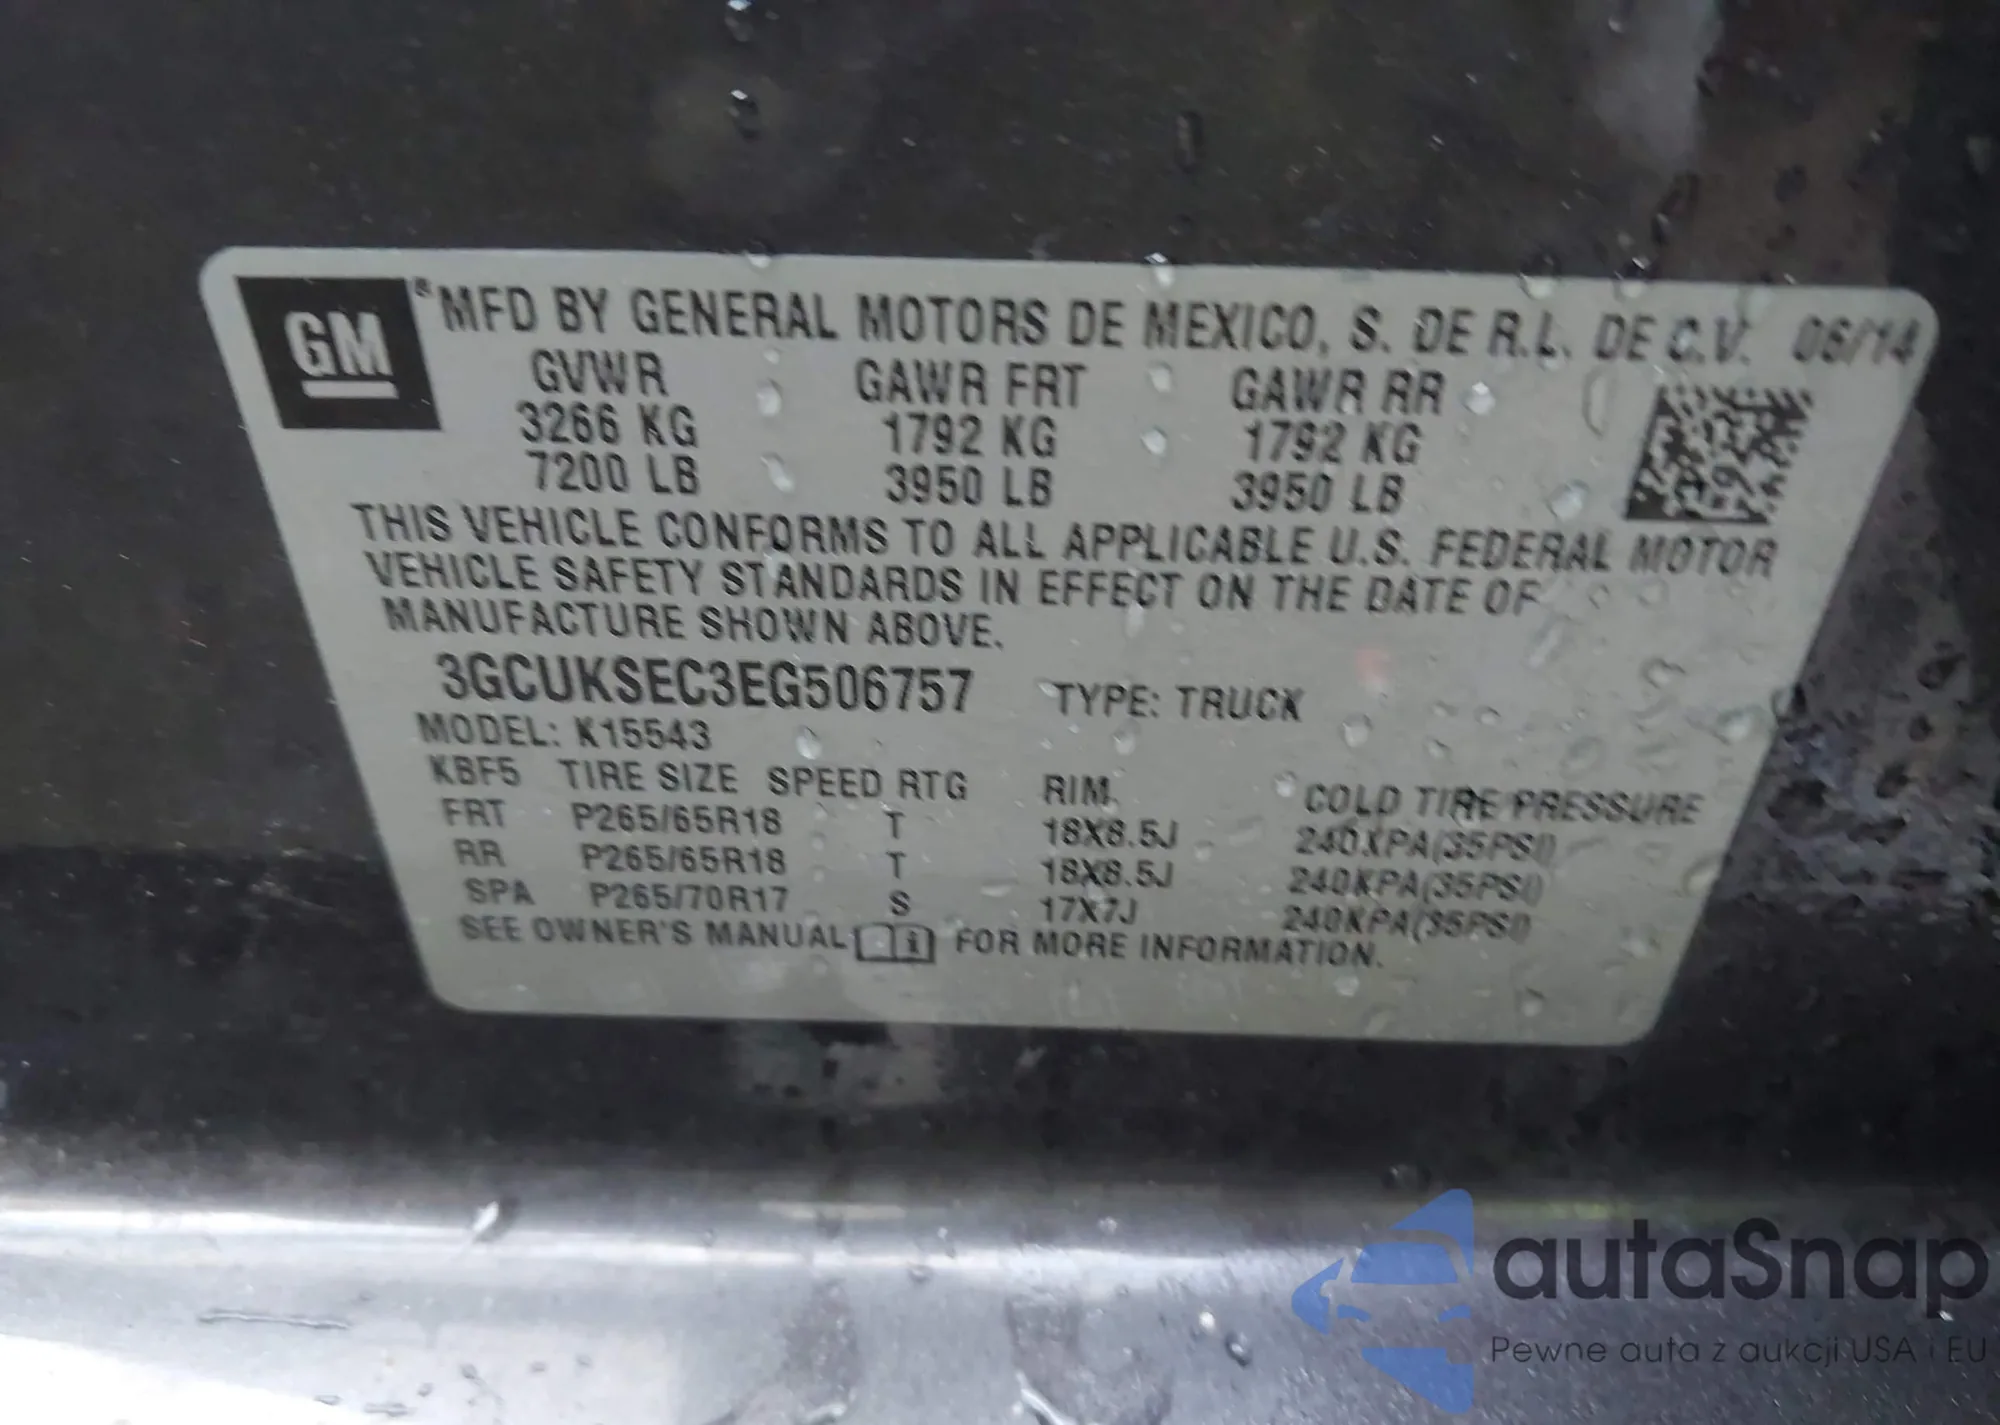 GM ® MFD BY GENERAL MOTORS DE MEXICO, S. DE R.L. DE C.V. 06/14
GVWR GAWR FRT GAWR RR
3266 KG 1792 KG 1792 KG
7200 LB 3950 LB 3950 LB
THIS VEHICLE CONFORMS TO ALL APPLICABLE U.S. FEDERAL MOTOR
VEHICLE SAFETY STANDARDS IN EFFECT ON THE DATE OF
MANUFACTURE SHOWN ABOVE.
3GCUKSEC3EG506757 TYPE: TRUCK
MODEL: K15543
KBF5 TIRE SIZE SPEED RTG RIM COLD TIRE PRESSURE
FRT P265/65R18 T 18X8.5J 240KPA(35PSI)
RR P265/65R18 T 18X8.5J 240KPA(35PSI)
SPA P265/70R17 S 17X7J 240KPA(35PSI)
SEE OWNER'S MANUAL i FOR MORE INFORMATION.
autaSnap
Pewne auta z aukcji USA i EU